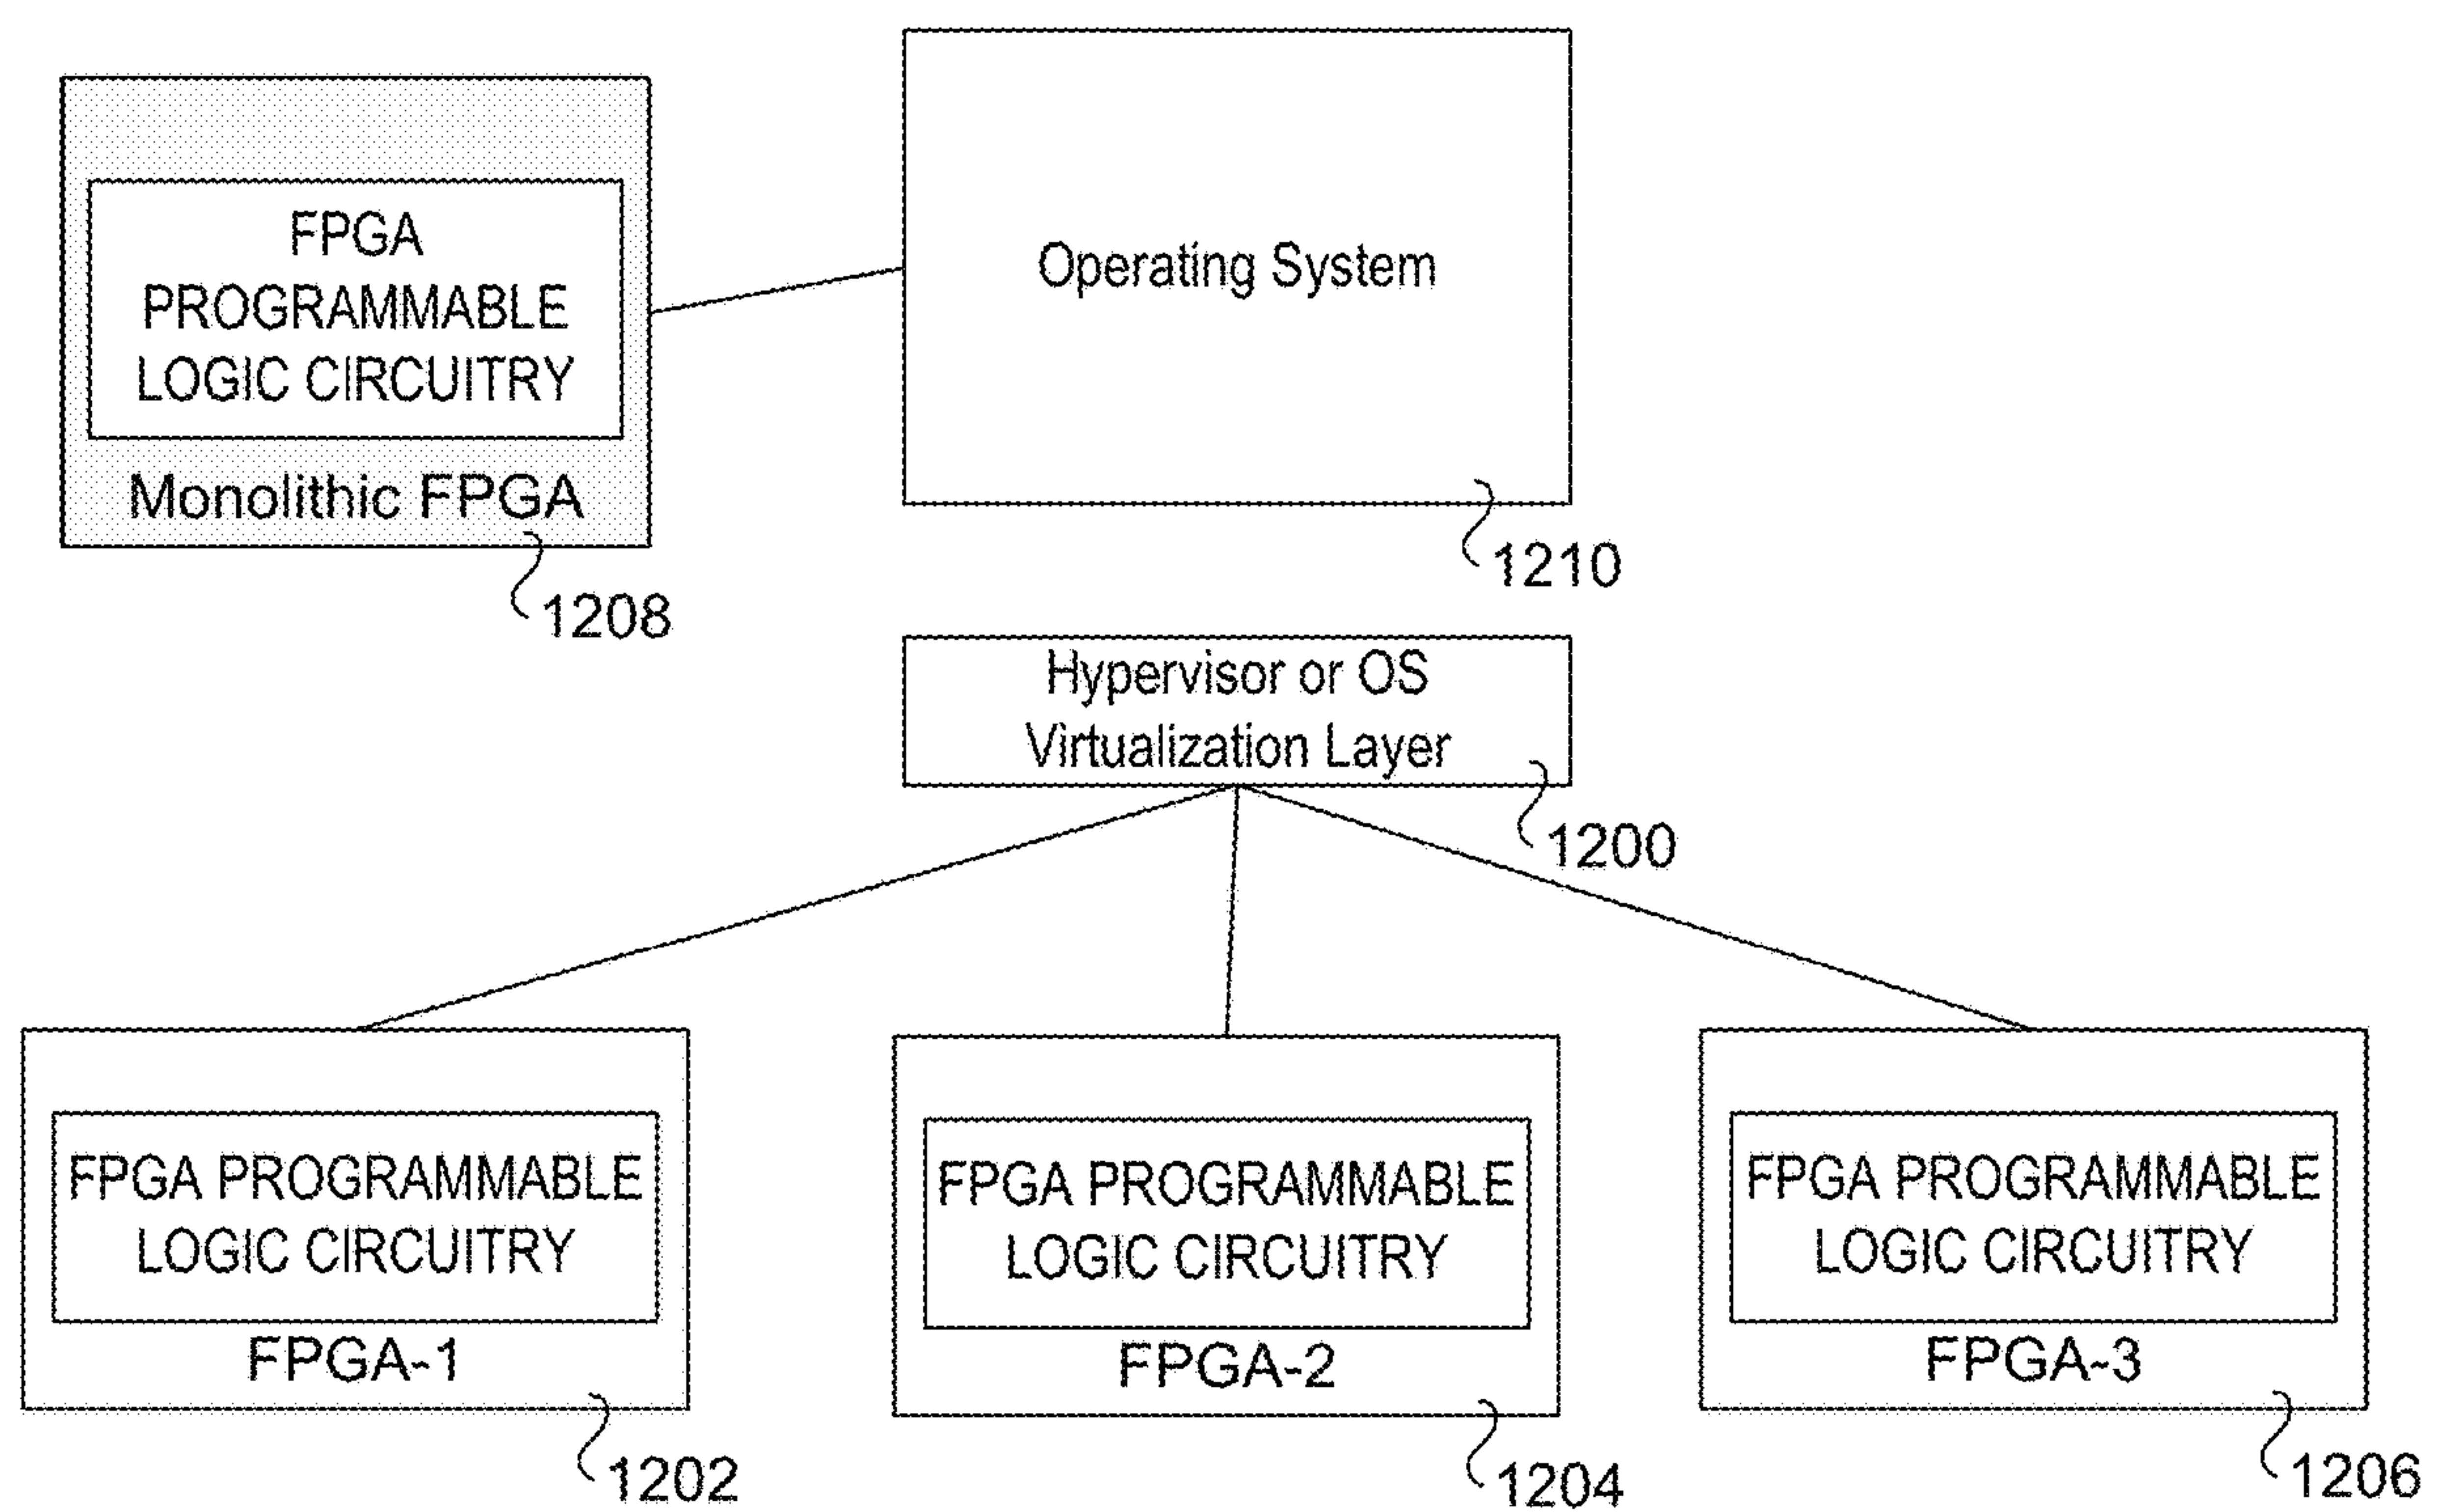 FPGA
PROGRAMMABLE
LOGIC CIRCUITRY
Monolithic FPGA
1208
Operating System
1210
Hypervisor or OS
Virtualization Layer
1200
FPGA PROGRAMMABLE
LOGIC CIRCUITRY
FPGA-1
1202
FPGA PROGRAMMABLE
LOGIC CIRCUITRY
FPGA-2
1204
FPGA PROGRAMMABLE
LOGIC CIRCUITRY
FPGA-3
1206